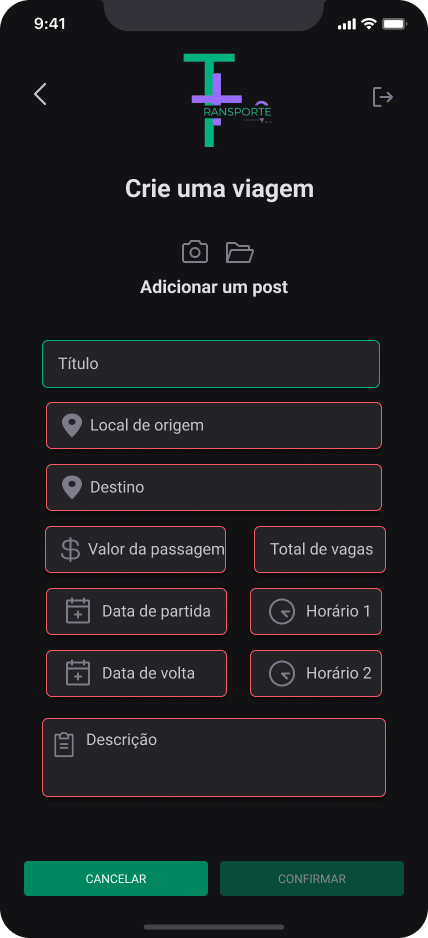 9:41
RANSPORTE
Crie uma viagem
Adicionar um post
Título
Local de origem
Destino
Valor da passagem
Total de vagas
Data de partida
Horário 1
Data de volta
Horário 2
Descrição
CANCELAR
CONFIRMAR